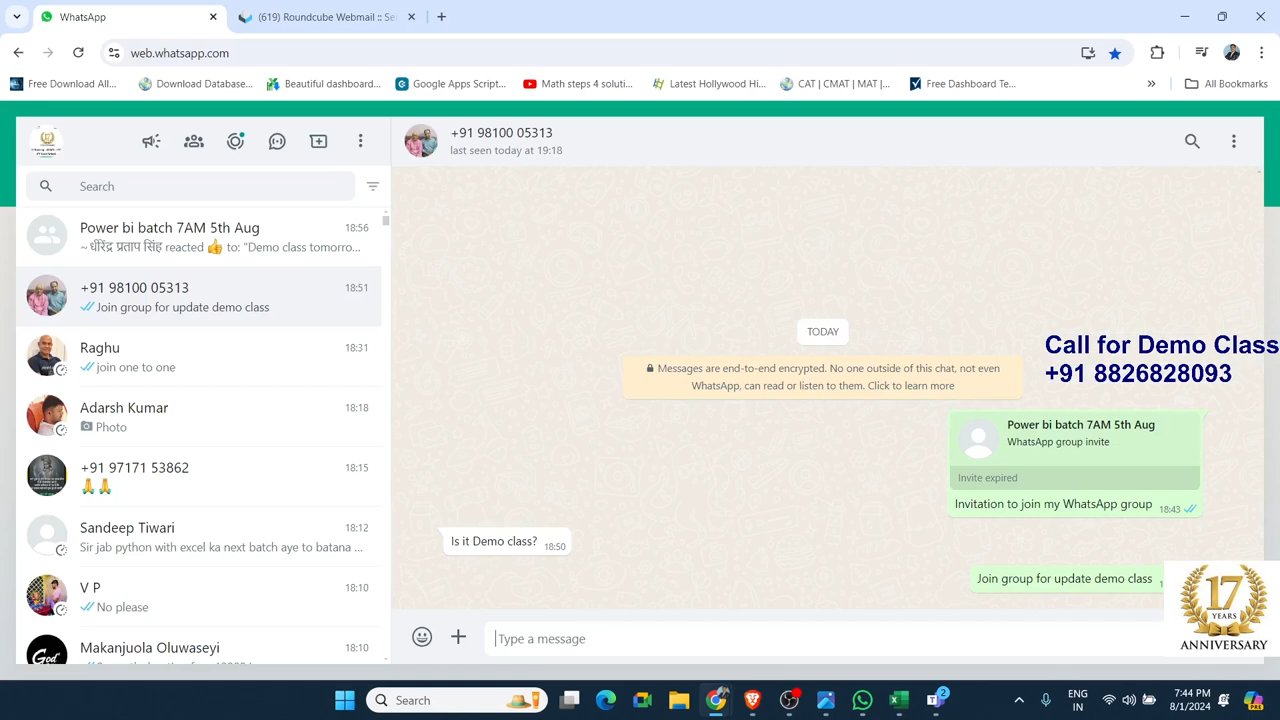 WhatsApp
(619) Roundcube Webmail :: Se
web.whatsapp.com
Free Download All...
Download Database...
Beautiful dashboard...
Google Apps Script...
Math steps 4 soluti...
Latest Hollywood Hi...
CAT | CMAT | MAT |...
Free Dashboard Te...
All Bookmarks
Search
Power bi batch 7AM 5th Aug 18:56
~धीरेंद्र प्रताप सिंह reacted 👍 to: "Demo class tomorro...
+91 98100 05313 18:51
Join group for update demo class
Raghu 18:31
join one to one
Adarsh Kumar 18:18
Photo
+91 97171 53862 18:15
🙏🙏
Sandeep Tiwari 18:12
Sir jab python with excel ka next batch aye to batana ...
V P 18:10
No please
Makanjuola Oluwaseyi 18:10
God
+91 98100 05313
last seen today at 19:18
TODAY
Messages are end-to-end encrypted. No one outside of this chat, not even
WhatsApp, can read or listen to them. Click to learn more
Call for Demo Class
+91 8826828093
Power bi batch 7AM 5th Aug
WhatsApp group invite
Invite expired
Invitation to join my WhatsApp group 18:43
Is it Demo class? 18:50
Join group for update demo class
17
YEARS
ANNIVERSARY
Type a message
Search
2
ENG
IN
7:44 PM
8/1/2024